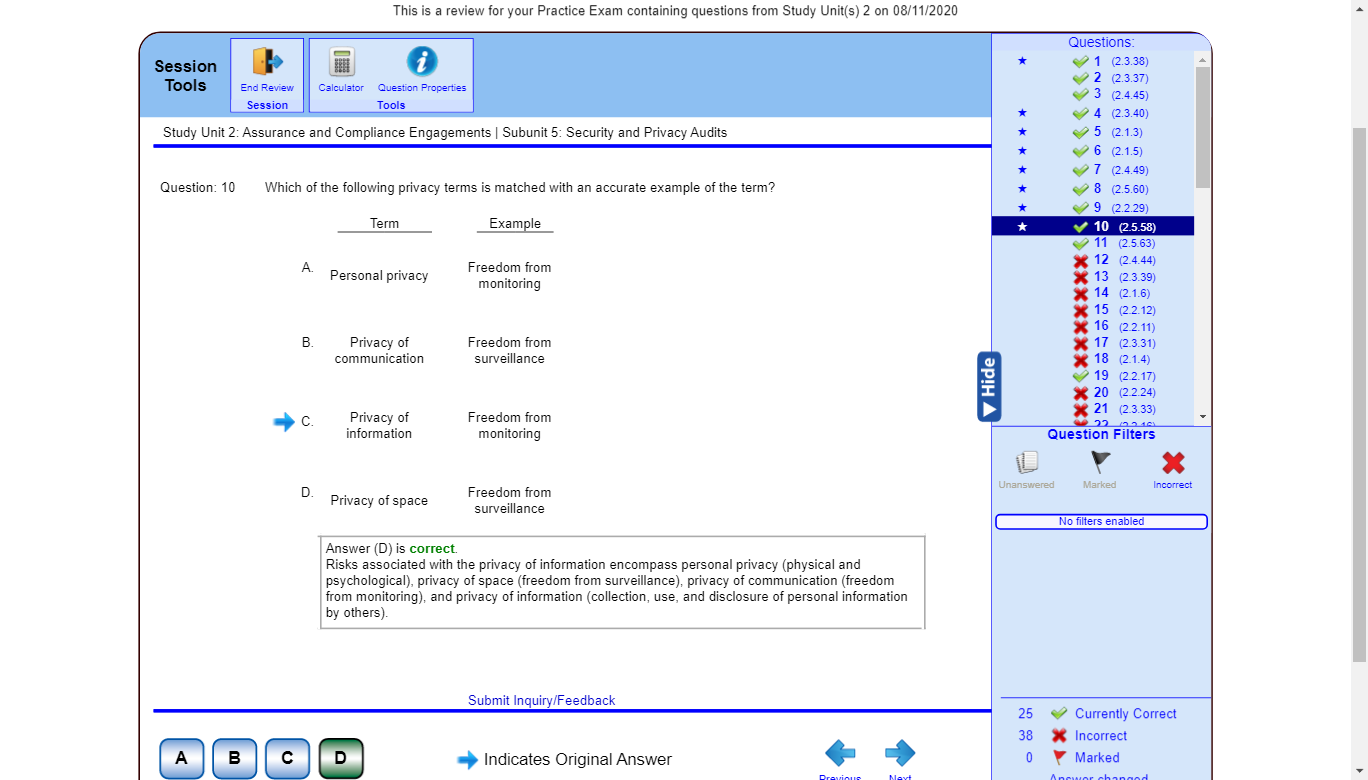 This is a review for your Practice Exam containing questions from Study Unit(s) 2 on 08/11/2020
Session Tools
End Review
Session
Calculator
Question Properties
Tools
Study Unit 2: Assurance and Compliance Engagements | Subunit 5: Security and Privacy Audits
Question: 10 Which of the following privacy terms is matched with an accurate example of the term?
Term Example
A. Personal privacy Freedom from monitoring
B. Privacy of communication Freedom from surveillance
C. Privacy of information Freedom from monitoring
D. Privacy of space Freedom from surveillance
Answer (D) is correct.
Risks associated with the privacy of information encompass personal privacy (physical and
psychological), privacy of space (freedom from surveillance), privacy of communication (freedom
from monitoring), and privacy of information (collection, use, and disclosure of personal information
by others).
Submit Inquiry/Feedback
A B C D
Indicates Original Answer
Previous Next
Hide
Questions:
1 (2.3.38)
2 (2.3.37)
3 (2.4.45)
4 (2.3.40)
5 (2.1.3)
6 (2.1.5)
7 (2.4.49)
8 (2.5.60)
9 (2.2.29)
10 (2.5.58)
11 (2.5.63)
12 (2.4.44)
13 (2.3.39)
14 (2.1.6)
15 (2.2.12)
16 (2.2.11)
17 (2.3.31)
18 (2.1.4)
19 (2.2.17)
20 (2.2.24)
21 (2.3.33)
22 (2.2.16)
Question Filters
Unanswered Marked Incorrect
No filters enabled
25 Currently Correct
38 Incorrect
0 Marked
Answer changed